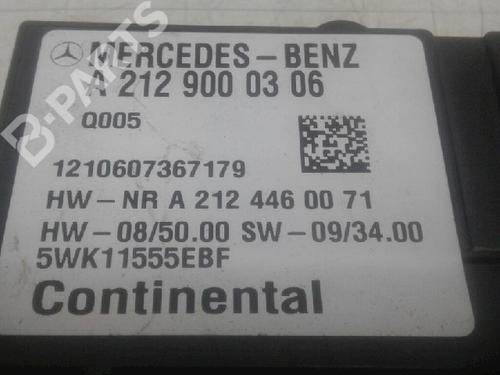 MERCEDES-BENZ
A 212 900 03 06
Q005
1210607367179
HW-NR A 212 446 00 71
HW-08/50.00 SW-09/34.00
5WK11555EBF
Continental
B-PARTS